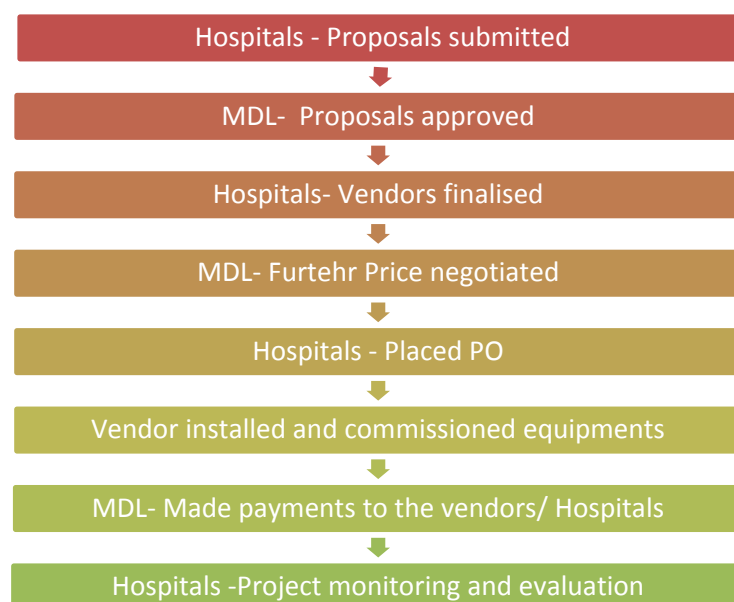 Hospitals - Proposals submitted
MDL-  Proposals approved
Hospitals- Vendors finalised
MDL- Furtehr Price negotiated
Hospitals - Placed PO
Vendor installed and commissioned equipments
MDL- Made payments to the vendors/ Hospitals
Hospitals -Project monitoring and evaluation